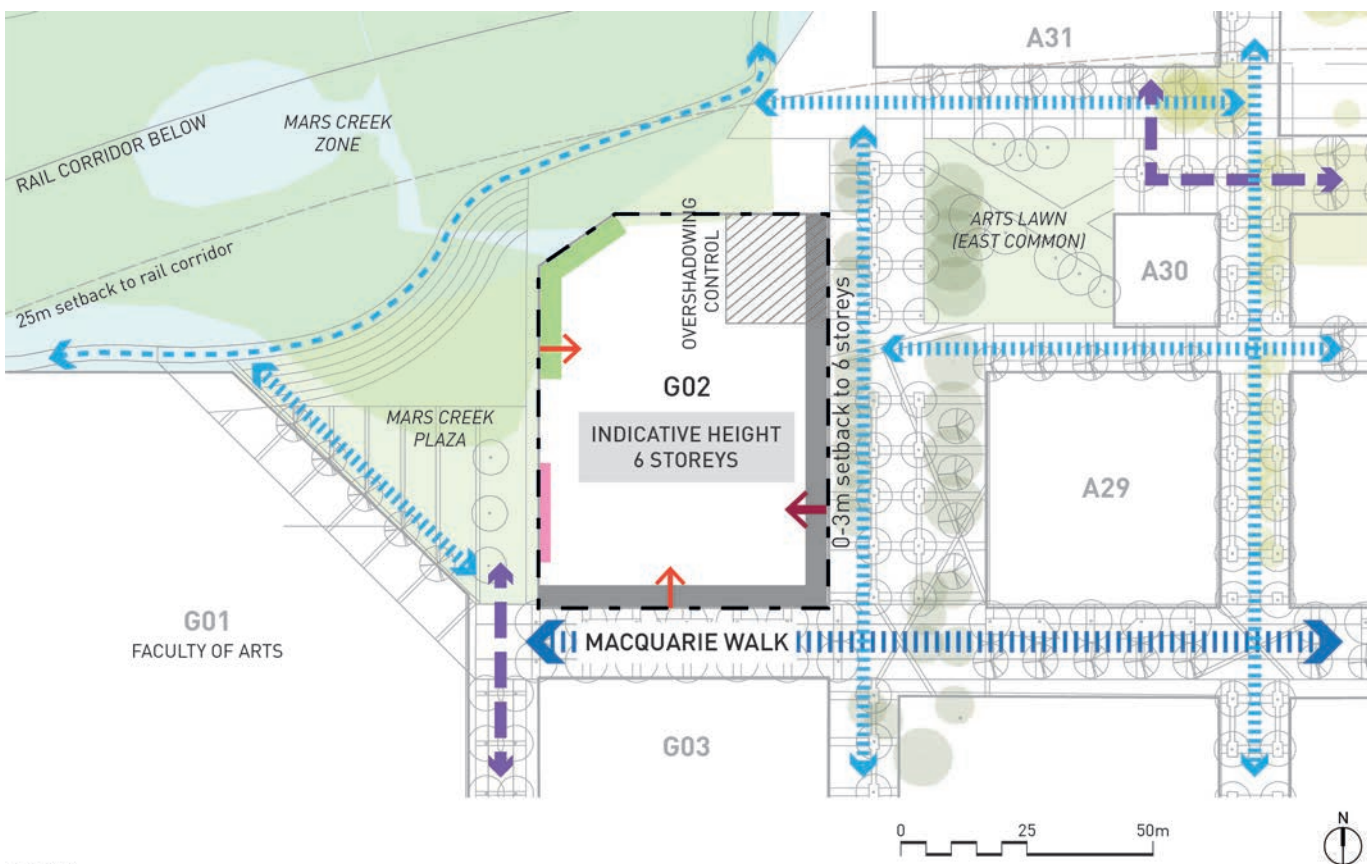 A31
RAIL CORRIDOR BELOW
MARS CREEK
ZONE
25m setback to rail corridor
OVERSHADOWING
CONTROL
ARTS LAWN
(EAST COMMON)
A30
0-3m setback to 6 storeys
G02
INDICATIVE HEIGHT
6 STOREYS
MARS CREEK
PLAZA
A29
G01
FACULTY OF ARTS
MACQUARIE WALK
G03
0 25 50m
N